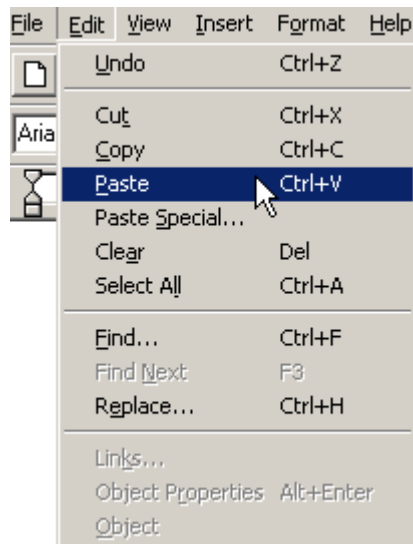 File Edit View Insert Format Help
Undo Ctrl+Z
Cut Ctrl+X
Aria
Copy Ctrl+C
Paste Ctrl+V
Paste Special...
Clear Del
Select All Ctrl+A
Find... Ctrl+F
Find Next F3
Replace... Ctrl+H
Links...
Object Properties Alt+Enter
Object